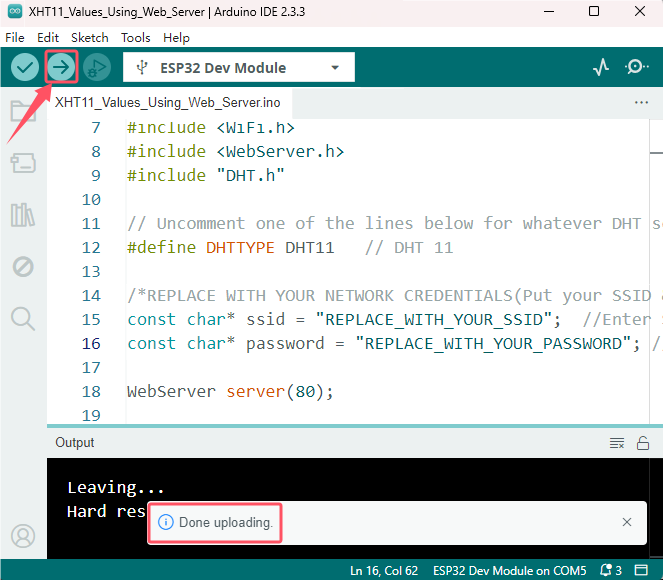 XHT11_Values_Using_Web_Server | Arduino IDE 2.3.3
File Edit Sketch Tools Help
ESP32 Dev Module
XHT11_Values_Using_Web_Server.ino
7 #include <WiFi.h>
8 #include <WebServer.h>
9 #include "DHT.h"
10
11 // Uncomment one of the lines below for whatever DHT s
12 #define DHTTYPE DHT11 // DHT 11
13
14 /*REPLACE WITH YOUR NETWORK CREDENTIALS(Put your SSID
15 const char* ssid = "REPLACE_WITH_YOUR_SSID"; //Enter
16 const char* password = "REPLACE_WITH_YOUR_PASSWORD"; /
17
18 WebServer server(80);
19
Output
Leaving...
Hard res
Done uploading.
Ln 16, Col 62 ESP32 Dev Module on COM5 3